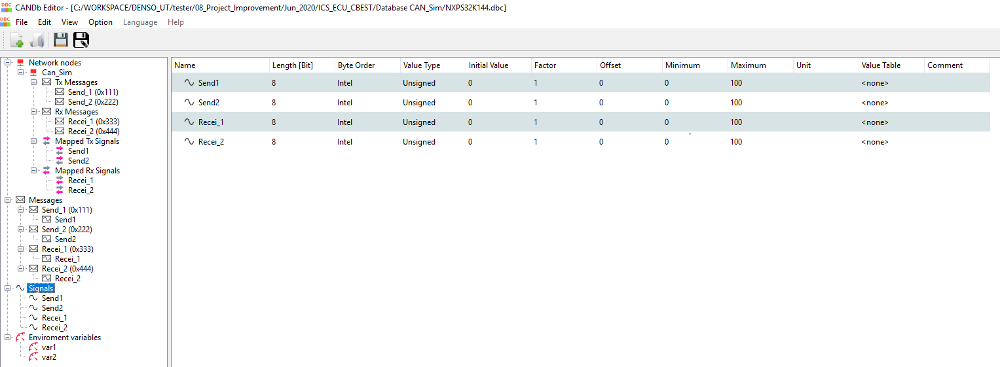 DBC CANDb Editor - [C:/WORKSPACE/DENSO_UT/tester/08_Project_Improvement/Jun_2020/ICS_ECU_CBEST/Database CAN_Sim/NXPS32K144.dbc]
DBC File Edit View Option Language Help
Network nodes
Can_Sim
Tx Messages
Send_1 (0x111)
Send_2 (0x222)
Rx Messages
Recei_1 (0x333)
Recei_2 (0x444)
Mapped Tx Signals
Send1
Send2
Mapped Rx Signals
Recei_1
Recei_2
Messages
Send_1 (0x111)
Send1
Send_2 (0x222)
Send2
Recei_1 (0x333)
Recei_1
Recei_2 (0x444)
Recei_2
Signals
Send1
Send2
Recei_1
Recei_2
Enviroment variables
var1
var2
Name Length [Bit] Byte Order Value Type Initial Value Factor Offset Minimum Maximum Unit Value Table Comment
Send1 8 Intel Unsigned 0 1 0 0 100 <none>
Send2 8 Intel Unsigned 0 1 0 0 100 <none>
Recei_1 8 Intel Unsigned 0 1 0 0 100 <none>
Recei_2 8 Intel Unsigned 0 1 0 0 100 <none>